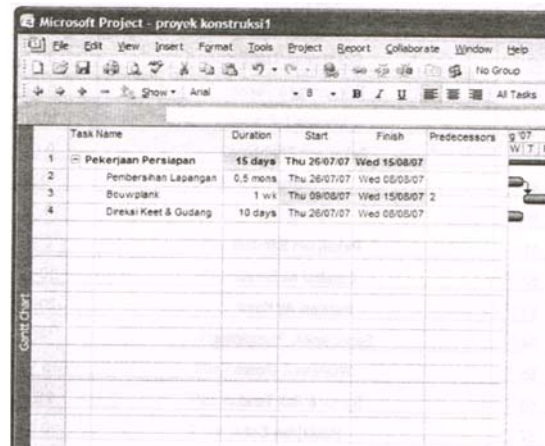 Microsoft Project - proyek konstruksi1
File Edit View Insert Format Tools Project Report Collaborate Window Help
No Group
Show Arial 8 B I U All Tasks
Task Name Duration Start Finish Predecessors g '07
W T
1 Pekerjaan Persiapan 15 days Thu 26/07/07 Wed 15/08/07
2 Pembersihan Lapangan 0,5 mons Thu 26/07/07 Wed 08/08/07
3 Bouwplank 1 wk Thu 09/08/07 Wed 15/08/07 2
4 Direksi Keet & Gudang 10 days Thu 26/07/07 Wed 08/08/07
Gantt Chart